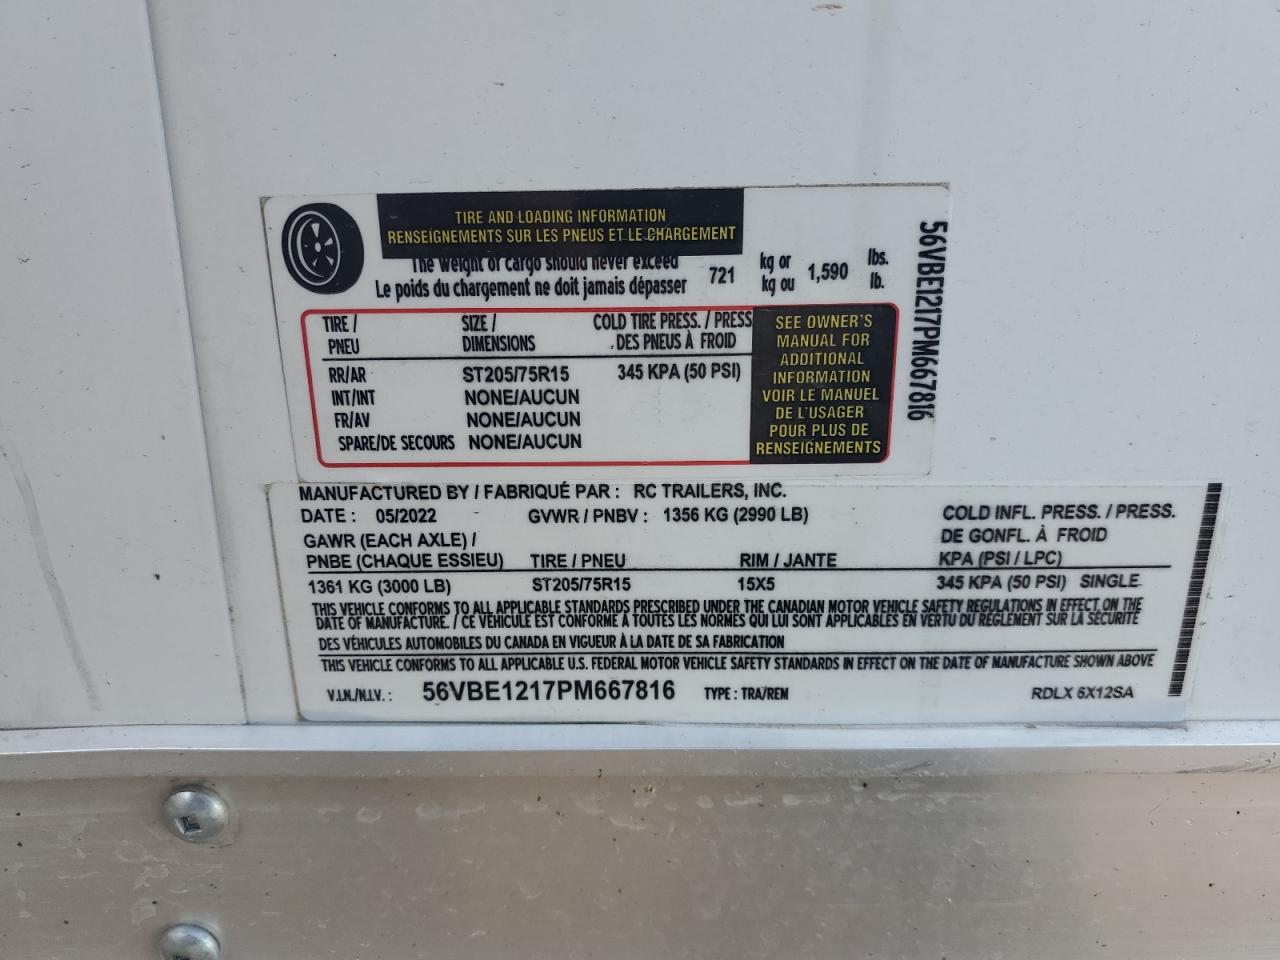 TIRE AND LOADING INFORMATION
RENSEIGNEMENTS SUR LES PNEUS ET LE CHARGEMENT
The weight of cargo should never exceed
Le poids du chargement ne doit jamais dépasser
721
kg or
kg ou
1,590
lbs.
lb.
56VBE1217PM667816
TIRE / SIZE / COLD TIRE PRESS. / PRESS
PNEU DIMENSIONS .DES PNEUS À FROID
RR/AR ST205/75R15 345 KPA (50 PSI)
INT/INT NONE/AUCUN
FR/AV NONE/AUCUN
SPARE/DE SECOURS NONE/AUCUN
SEE OWNER'S
MANUAL FOR
ADDITIONAL
INFORMATION
VOIR LE MANUEL
DE L'USAGER
POUR PLUS DE
RENSEIGNEMENTS
MANUFACTURED BY / FABRIQUÉ PAR : RC TRAILERS, INC.
DATE : 05/2022 GVWR / PNBV : 1356 KG (2990 LB)
GAWR (EACH AXLE) /
PNBE (CHAQUE ESSIEU) TIRE / PNEU RIM / JANTE
COLD INFL. PRESS. / PRESS.
DE GONFL. À FROID
KPA (PSI / LPC)
1361 KG (3000 LB) ST205/75R15 15X5 345 KPA (50 PSI) SINGLE
THIS VEHICLE CONFORMS TO ALL APPLICABLE STANDARDS PRESCRIBED UNDER THE CANADIAN MOTOR VEHICLE SAFETY REGULATIONS IN EFFECT ON THE
DATE OF MANUFACTURE. / CE VÉHICULE EST CONFORME À TOUTES LES NORMES QUI LUI SONT APPLICABLES EN VERTU DU RÈGLEMENT SUR LA SÉCURITÉ
DES VÉHICULES AUTOMOBILES DU CANADA EN VIGUEUR À LA DATE DE SA FABRICATION
THIS VEHICLE CONFORMS TO ALL APPLICABLE U.S. FEDERAL MOTOR VEHICLE SAFETY STANDARDS IN EFFECT ON THE DATE OF MANUFACTURE SHOWN ABOVE
V.I.N./N.I.V. : 56VBE1217PM667816 TYPE : TRA/REM RDLX 6X12SA